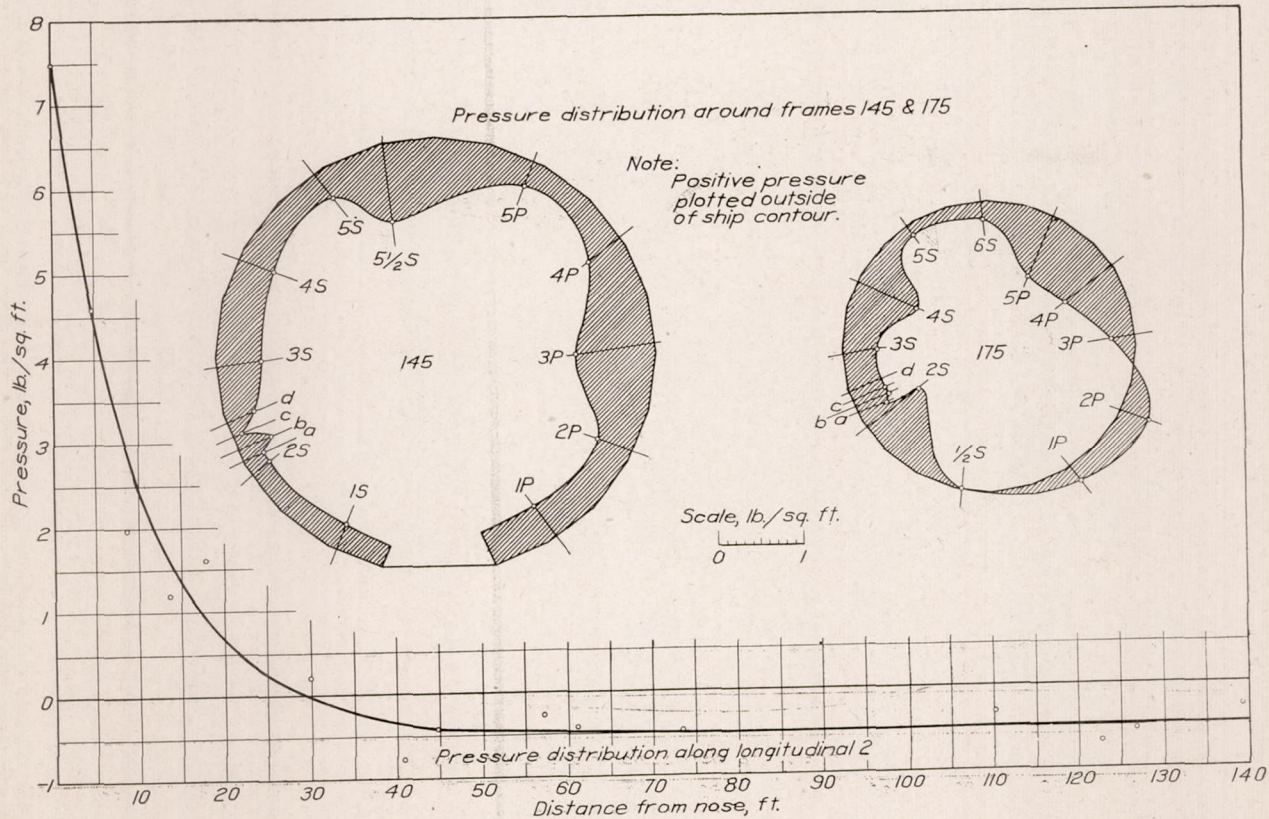 8
7
6
5
4
3
2
1
0
-1
Pressure, lb./sq. ft.
Pressure distribution around frames 145 & 175
Note:
Positive pressure
plotted outside
of ship contour.
5S
5½S
5P
4S
4P
3S
145
3P
d
c
b
a
2S
2P
1S
1P
5S
6S
5P
4S
4P
3S
175
3P
d
2S
c
b
a
2P
½S
1P
Scale, lb./sq. ft.
0 1
Pressure distribution along longitudinal 2
10 20 30 40 50 60 70 80 90 100 110 120 130 140
Distance from nose, ft.